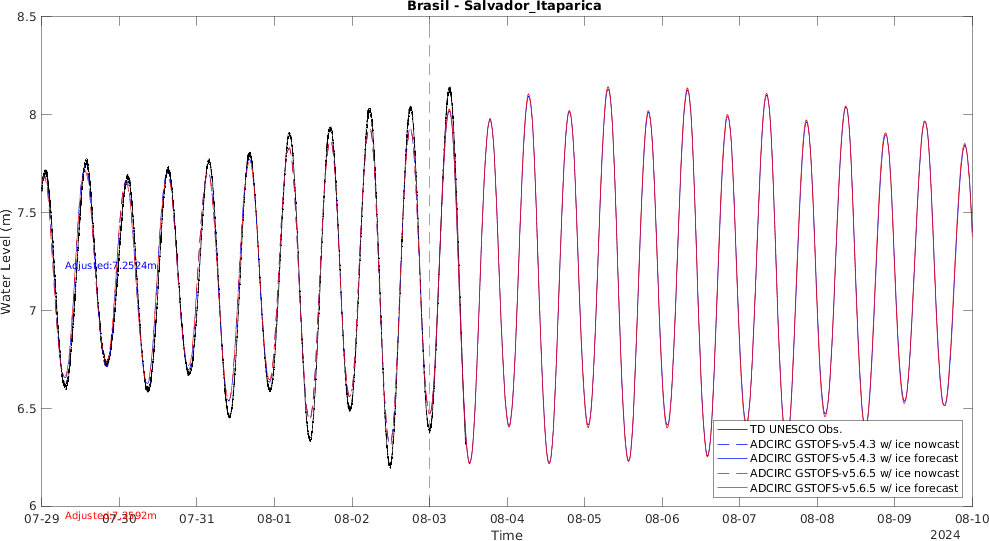 Brasil - Salvador_Itaparica
8.5
8
7.5
7
6.5
6
Water Level (m)
Adjusted:7.2524m
Adjusted:7.2592m
TD UNESCO Obs.
ADCIRC GSTOFS-v5.4.3 w/ ice nowcast
ADCIRC GSTOFS-v5.4.3 w/ ice forecast
ADCIRC GSTOFS-v5.6.5 w/ ice nowcast
ADCIRC GSTOFS-v5.6.5 w/ ice forecast
07-29 07-30 07-31 08-01 08-02 08-03 08-04 08-05 08-06 08-07 08-08 08-09 08-10
Time
2024